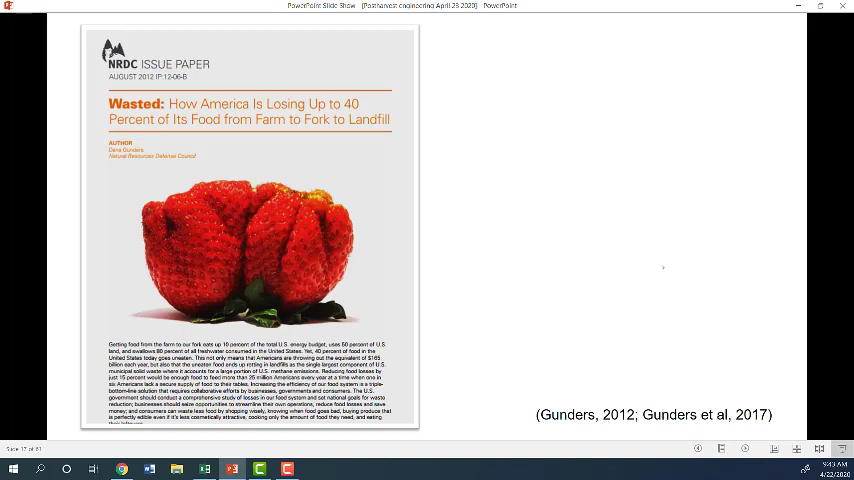 PowerPoint Slide Show - [Postharvest engineering April 23 2020] - PowerPoint
NRDC ISSUE PAPER
AUGUST 2012 IP:12-06-B
Wasted: How America Is Losing Up to 40
Percent of Its Food from Farm to Fork to Landfill
AUTHOR
Dana Gunders
Natural Resources Defense Council
Getting food from the farm to our fork eats up 10 percent of the total U.S. energy budget, uses 50 percent of U.S.
land, and swallows 80 percent of all freshwater consumed in the United States. Yet, 40 percent of food in the
United States today goes uneaten. This not only means that Americans are throwing out the equivalent of $165
billion each year, but also that the uneaten food ends up rotting in landfills as the single largest component of U.S.
municipal solid waste where it accounts for a large portion of U.S. methane emissions. Reducing food losses by
just 15 percent would be enough food to feed more than 25 million Americans every year at a time when one in
six Americans lack a secure supply of food to their tables. Increasing the efficiency of our food system is a triple-
bottom-line solution that requires collaborative efforts by businesses, governments and consumers. The U.S.
government should conduct a comprehensive study of losses in our food system and set national goals for waste
reduction; businesses should seize opportunities to streamline their own operations, reduce food losses and save
money; and consumers can waste less food by shopping wisely, knowing when food goes bad, buying produce that
is perfectly edible even if it's less cosmetically attractive, cooking only the amount of food they need, and eating
their leftovers.
(Gunders, 2012; Gunders et al, 2017)
Slide 17 of 61
9:43 AM
4/22/2020